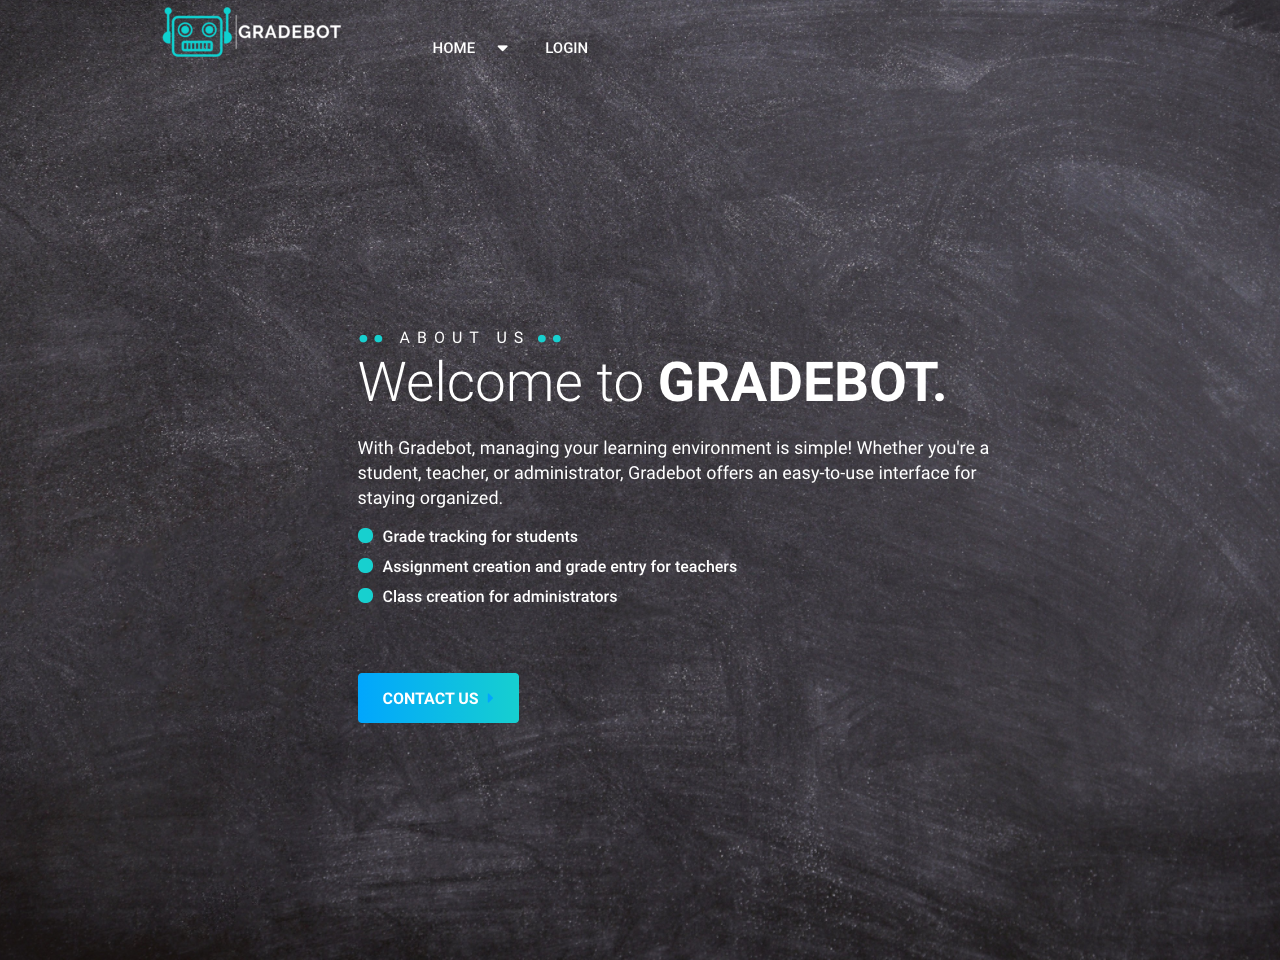 GRADEBOT
HOME
LOGIN
ABOUT US
Welcome to GRADEBOT.
With Gradebot, managing your learning environment is simple! Whether you're a
student, teacher, or administrator, Gradebot offers an easy-to-use interface for
staying organized.
Grade tracking for students
Assignment creation and grade entry for teachers
Class creation for administrators
CONTACT US